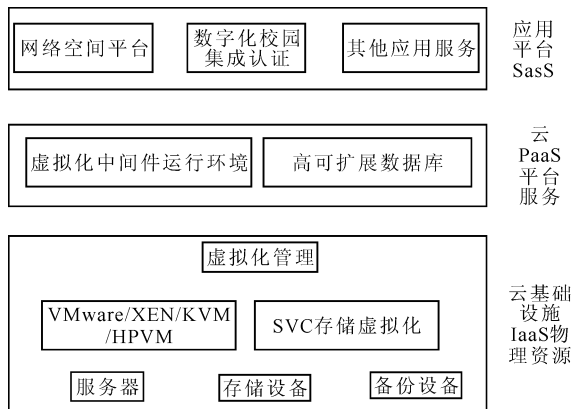 网络空间平台
数字化校园
集成认证
其他应用服务
应用
平台
SasS
虚拟化中间件运行环境
高可扩展数据库
云
PaaS
平台
服务
虚拟化管理
VMware/XEN/KVM
/HPVM
SVC存储虚拟化
服务器
存储设备
备份设备
云基础
设施
IaaS物
理资源